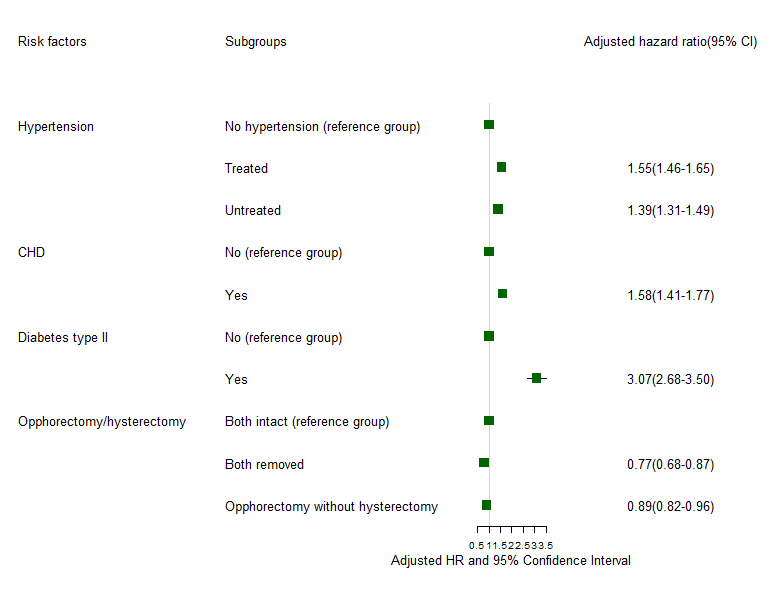 Risk factors Subgroups Adjusted hazard ratio(95% CI)
Hypertension No hypertension (reference group)
Treated 1.55(1.46-1.65)
Untreated 1.39(1.31-1.49)
CHD No (reference group)
Yes 1.58(1.41-1.77)
Diabetes type II No (reference group)
Yes 3.07(2.68-3.50)
Opphorectomy/hysterectomy Both intact (reference group)
Both removed 0.77(0.68-0.87)
Opphorectomy without hysterectomy 0.89(0.82-0.96)
0.5 1 1.5 2 2.5 3 3.5
Adjusted HR and 95% Confidence Interval